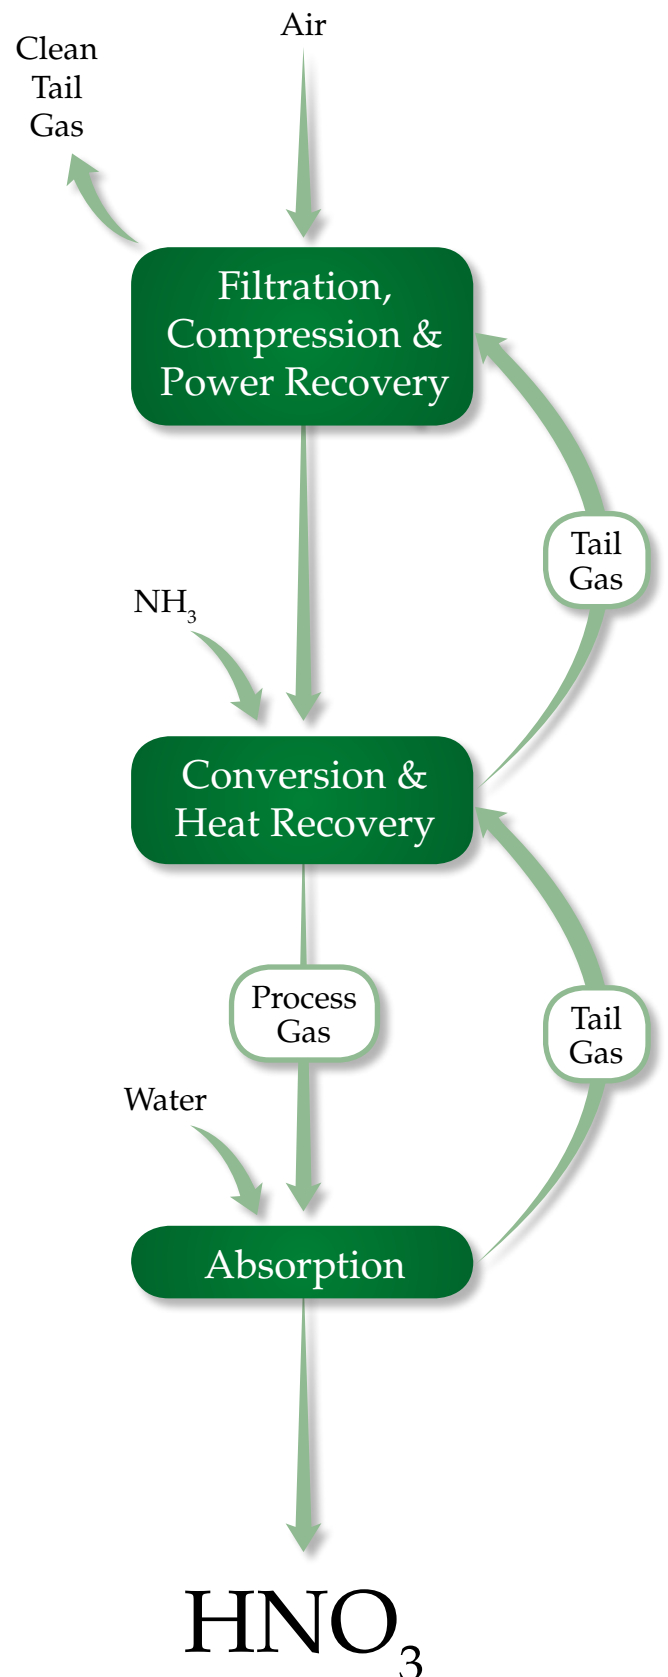 Air
Clean
Tail
Gas
Filtration,
Compression &
Power Recovery
Tail
Gas
NH₃
Conversion &
Heat Recovery
Process
Gas
Tail
Gas
Water
Absorption
HNO₃